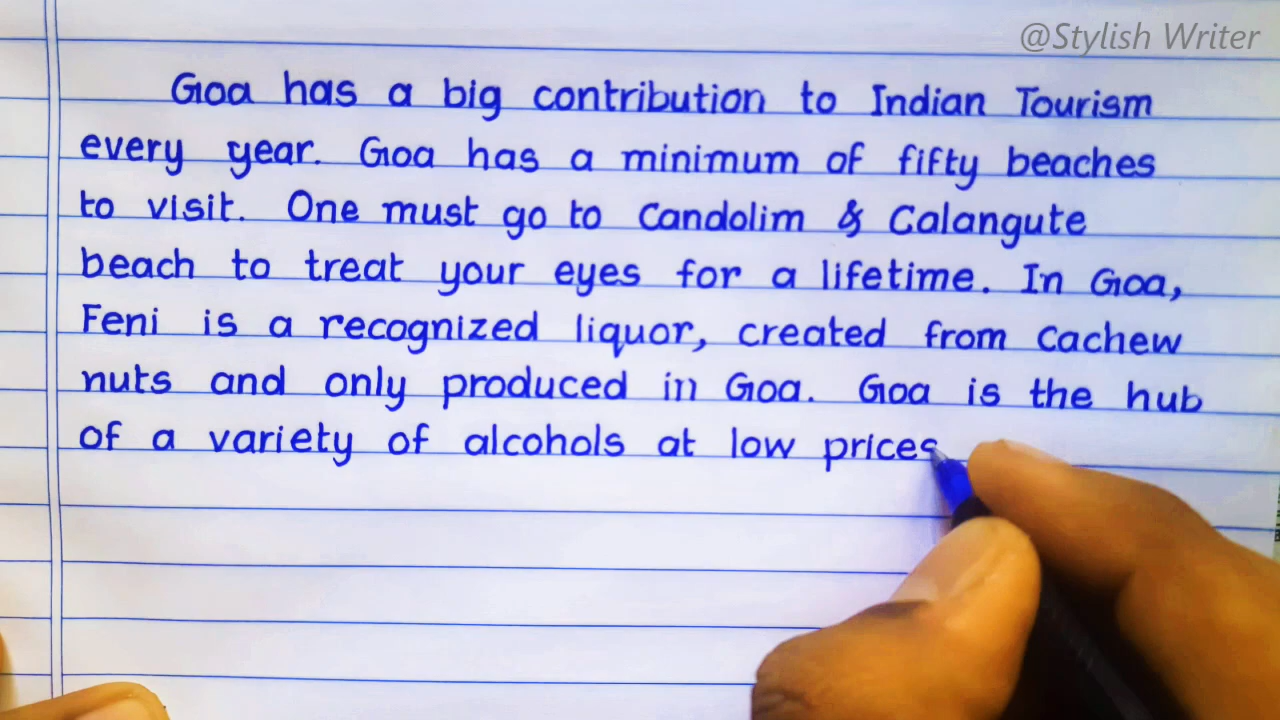 @Stylish Writer
Goa has a big contribution to Indian Tourism
every year. Goa has a minimum of fifty beaches
to visit. One must go to Candolim & Calangute
beach to treat your eyes for a lifetime. In Goa,
Feni is a recognized liquor, created from Cachew
nuts and only produced in Goa. Goa is the hub
of a variety of alcohols at low prices